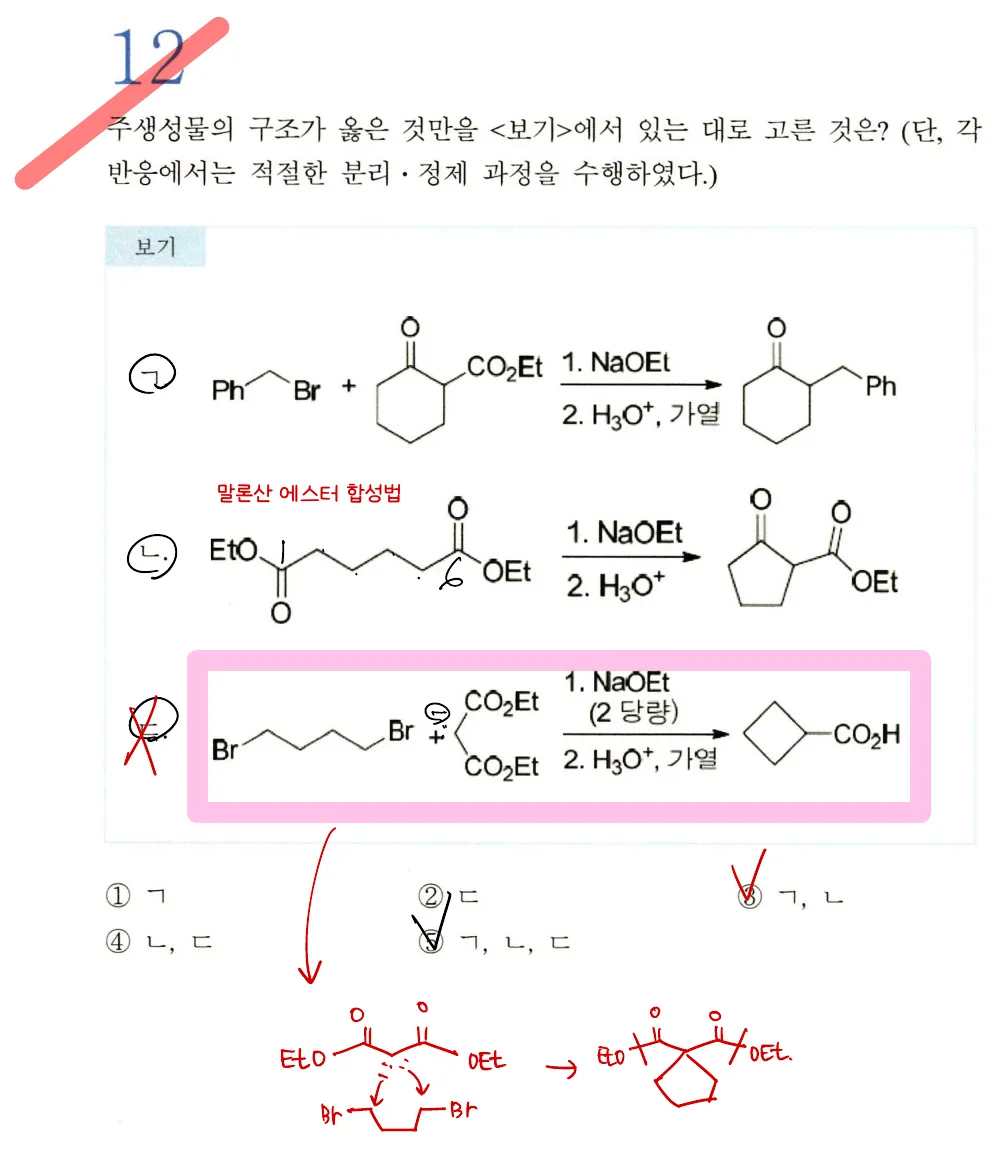 12
주생성물의 구조가 옳은 것만을 <보기>에서 있는 대로 고른 것은? (단, 각
반응에서는 적절한 분리·정제 과정을 수행하였다.)
보기
ㄱ
Ph Br + O CO₂Et 1. NaOEt 2. H₃O⁺, 가열 O Ph
말론산 에스터 합성법
ㄴ. EtO O 1 6 O OEt 1. NaOEt 2. H₃O⁺ O O OEt
ㄷ. Br Br + CO₂Et CO₂Et 1. NaOEt (2 당량) 2. H₃O⁺, 가열 CO₂H
① ㄱ ② ㄷ ③ ㄱ, ㄴ
④ ㄴ, ㄷ ⑤ ㄱ, ㄴ, ㄷ
O O O O
EtO OEt → EtO OEt.
Br Br